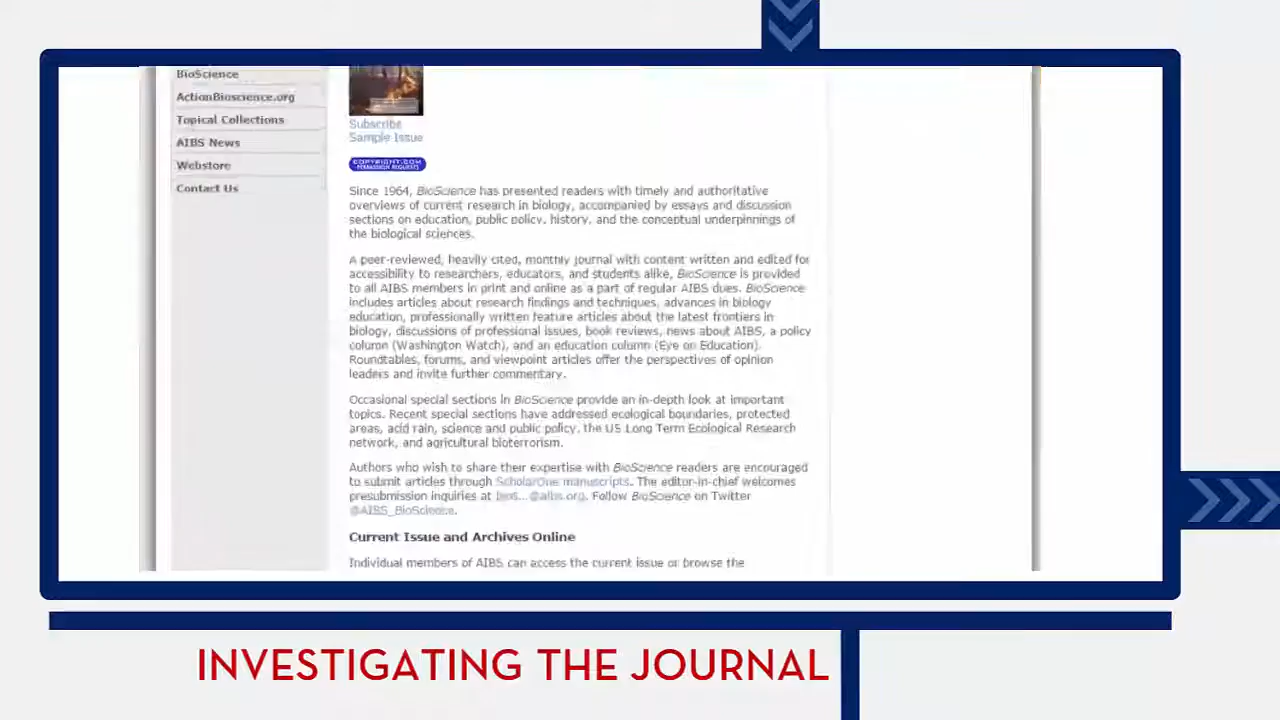 BioScience
ActionBioscience.org
Topical Collections
AIBS News
Webstore
Contact Us
Subscribe
Sample Issue
COPYRIGHT.COM
PERMISSION REQUESTS
Since 1964, BioScience has presented readers with timely and authoritative
overviews of current research in biology, accompanied by essays and discussion
sections on education, public policy, history, and the conceptual underpinnings of
the biological sciences.
A peer-reviewed, heavily cited, monthly journal with content written and edited for
accessibility to researchers, educators, and students alike, BioScience is provided
to all AIBS members in print and online as a part of regular AIBS dues. BioScience
includes articles about research findings and techniques, advances in biology
education, professionally written feature articles about the latest frontiers in
biology, discussions of professional issues, book reviews, news about AIBS, a policy
column (Washington Watch), and an education column (Eye on Education).
Roundtables, forums, and viewpoint articles offer the perspectives of opinion
leaders and invite further commentary.
Occasional special sections in BioScience provide an in-depth look at important
topics. Recent special sections have addressed ecological boundaries, protected
areas, acid rain, science and public policy, the US Long Term Ecological Research
network, and agricultural bioterrorism.
Authors who wish to share their expertise with BioScience readers are encouraged
to submit articles through ScholarOne manuscripts. The editor-in-chief welcomes
presubmission inquiries at Follow BioScience on Twitter
@AIBS_BioScience.
Current Issue and Archives Online
Individual members of AIBS can access the current issue or browse the
INVESTIGATING THE JOURNAL